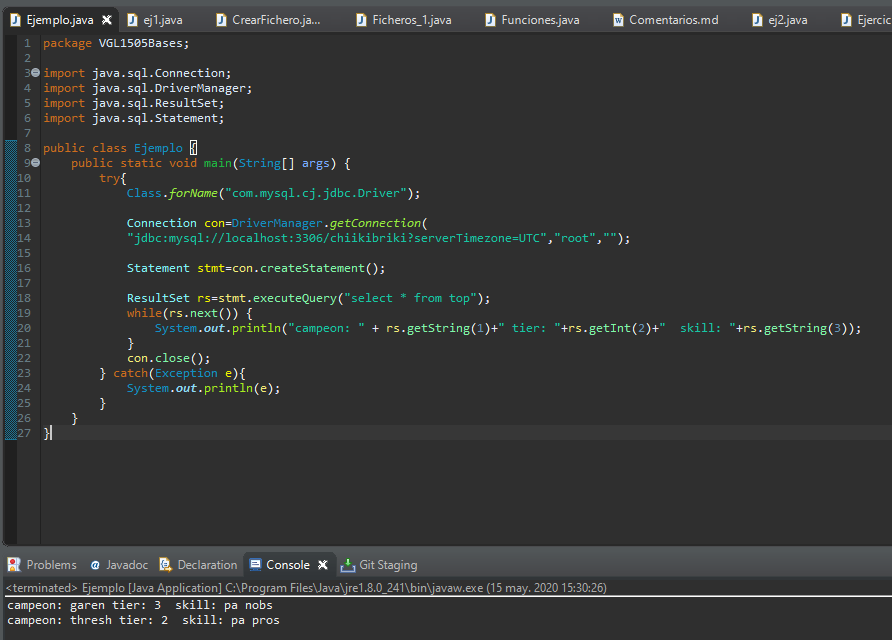 Ejemplo.java ej1.java CrearFichero.ja... Ficheros_1.java Funciones.java Comentarios.md ej2.java Ejercic
1 package VGL1505Bases;
2
3 import java.sql.Connection;
4 import java.sql.DriverManager;
5 import java.sql.ResultSet;
6 import java.sql.Statement;
7
8 public class Ejemplo {
9 public static void main(String[] args) {
10 try{
11 Class.forName("com.mysql.cj.jdbc.Driver");
12
13 Connection con=DriverManager.getConnection(
14 "jdbc:mysql://localhost:3306/chiikibriki?serverTimezone=UTC","root","");
15
16 Statement stmt=con.createStatement();
17
18 ResultSet rs=stmt.executeQuery("select * from top");
19 while(rs.next()) {
20 System.out.println("campeon: " + rs.getString(1)+" tier: "+rs.getInt(2)+"  skill: "+rs.getString(3));
21 }
22 con.close();
23 } catch(Exception e){
24 System.out.println(e);
25 }
26 }
27 }
Problems Javadoc Declaration Console Git Staging
<terminated> Ejemplo [Java Application] C:\Program Files\Java\jre1.8.0_241\bin\javaw.exe (15 may. 2020 15:30:26)
campeon: garen tier: 3  skill: pa nobs
campeon: thresh tier: 2  skill: pa pros